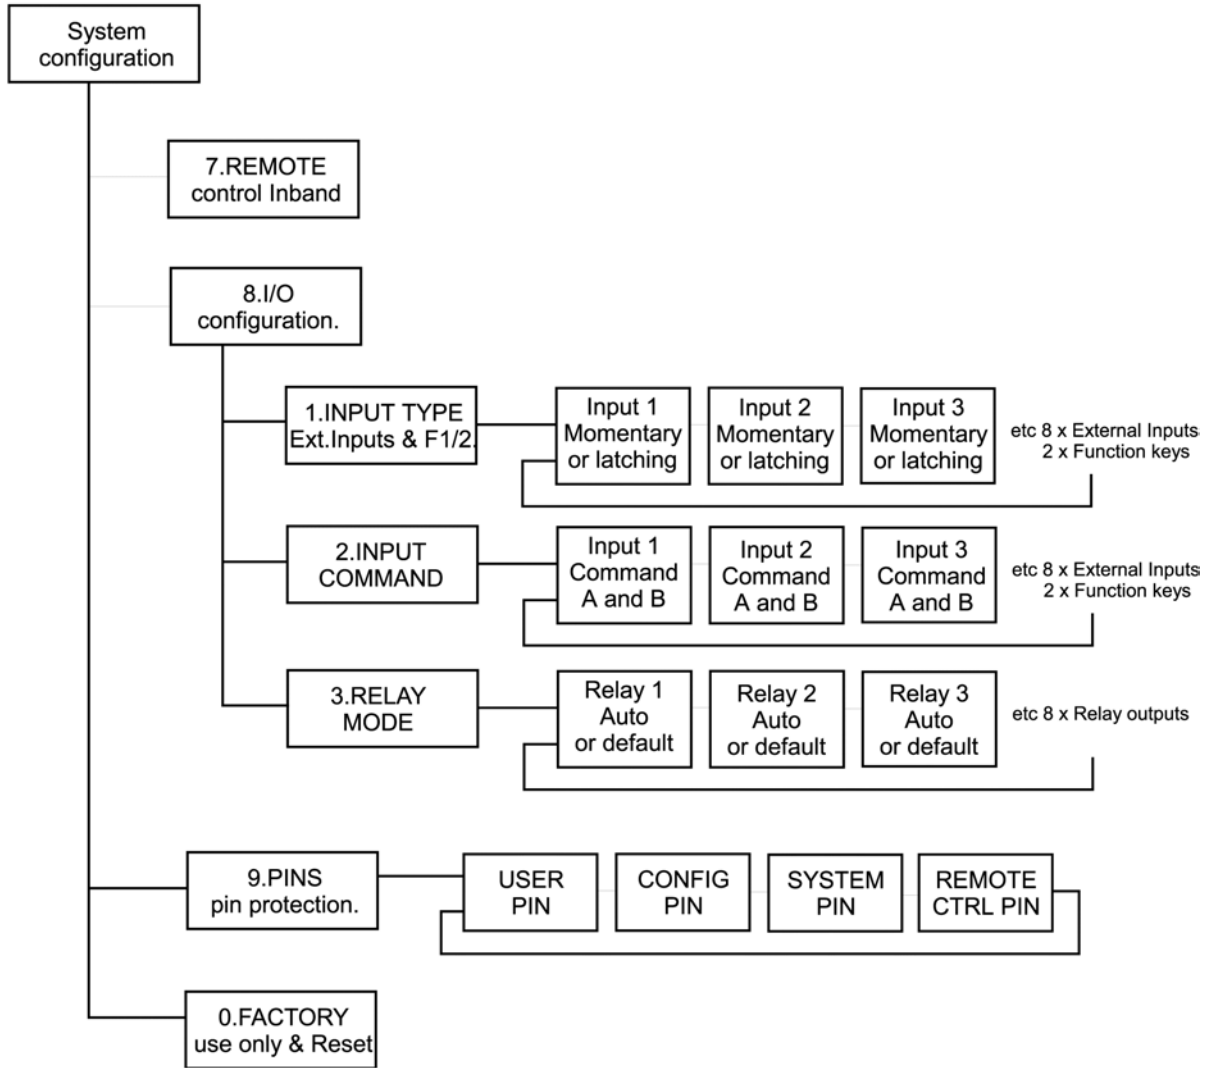 System
configuration
7.REMOTE
control Inband
8.I/O
configuration.
1.INPUT TYPE
Ext.Inputs & F1/2.
Input 1
Momentary
or latching
Input 2
Momentary
or latching
Input 3
Momentary
or latching
etc 8 x External Inputs
2 x Function keys
2.INPUT
COMMAND
Input 1
Command
A and B
Input 2
Command
A and B
Input 3
Command
A and B
etc 8 x External Inputs
2 x Function keys
3.RELAY
MODE
Relay 1
Auto
or default
Relay 2
Auto
or default
Relay 3
Auto
or default
etc 8 x Relay outputs
9.PINS
pin protection.
USER
PIN
CONFIG
PIN
SYSTEM
PIN
REMOTE
CTRL PIN
0.FACTORY
use only & Reset